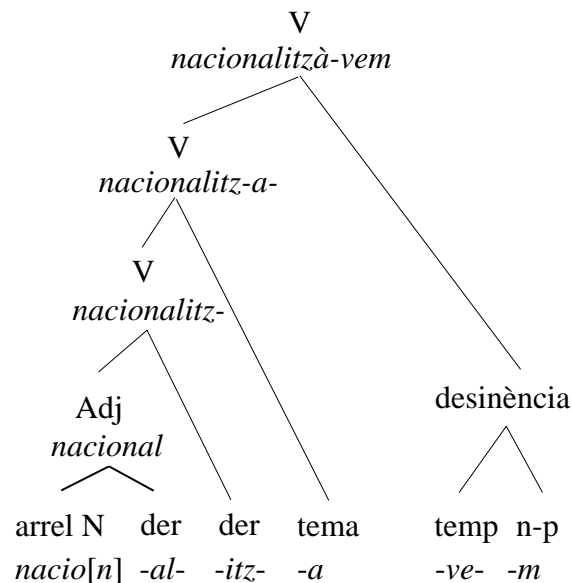 V
nacionalitzà-vem
V
nacionalitz-a-
V
nacionalitz-
Adj
nacional
desinència
arrel N der der tema temp n-p
nacio[n] -al- -itz- -a -ve- -m